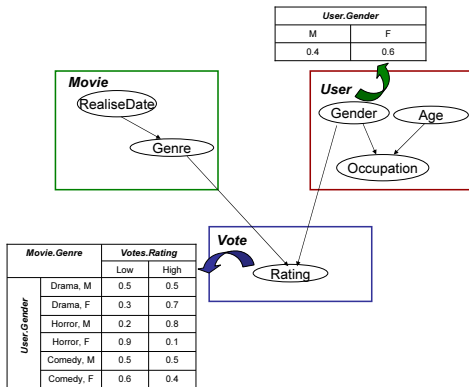 User.Gender
M F
0.4 0.6
Movie
RealiseDate
Genre
User
Gender
Age
Occupation
Vote
Rating
Movie.Genre Votes.Rating
Low High
User.Gender
Drama, M 0.5 0.5
Drama, F 0.3 0.7
Horror, M 0.2 0.8
Horror, F 0.9 0.1
Comedy, M 0.5 0.5
Comedy, F 0.6 0.4